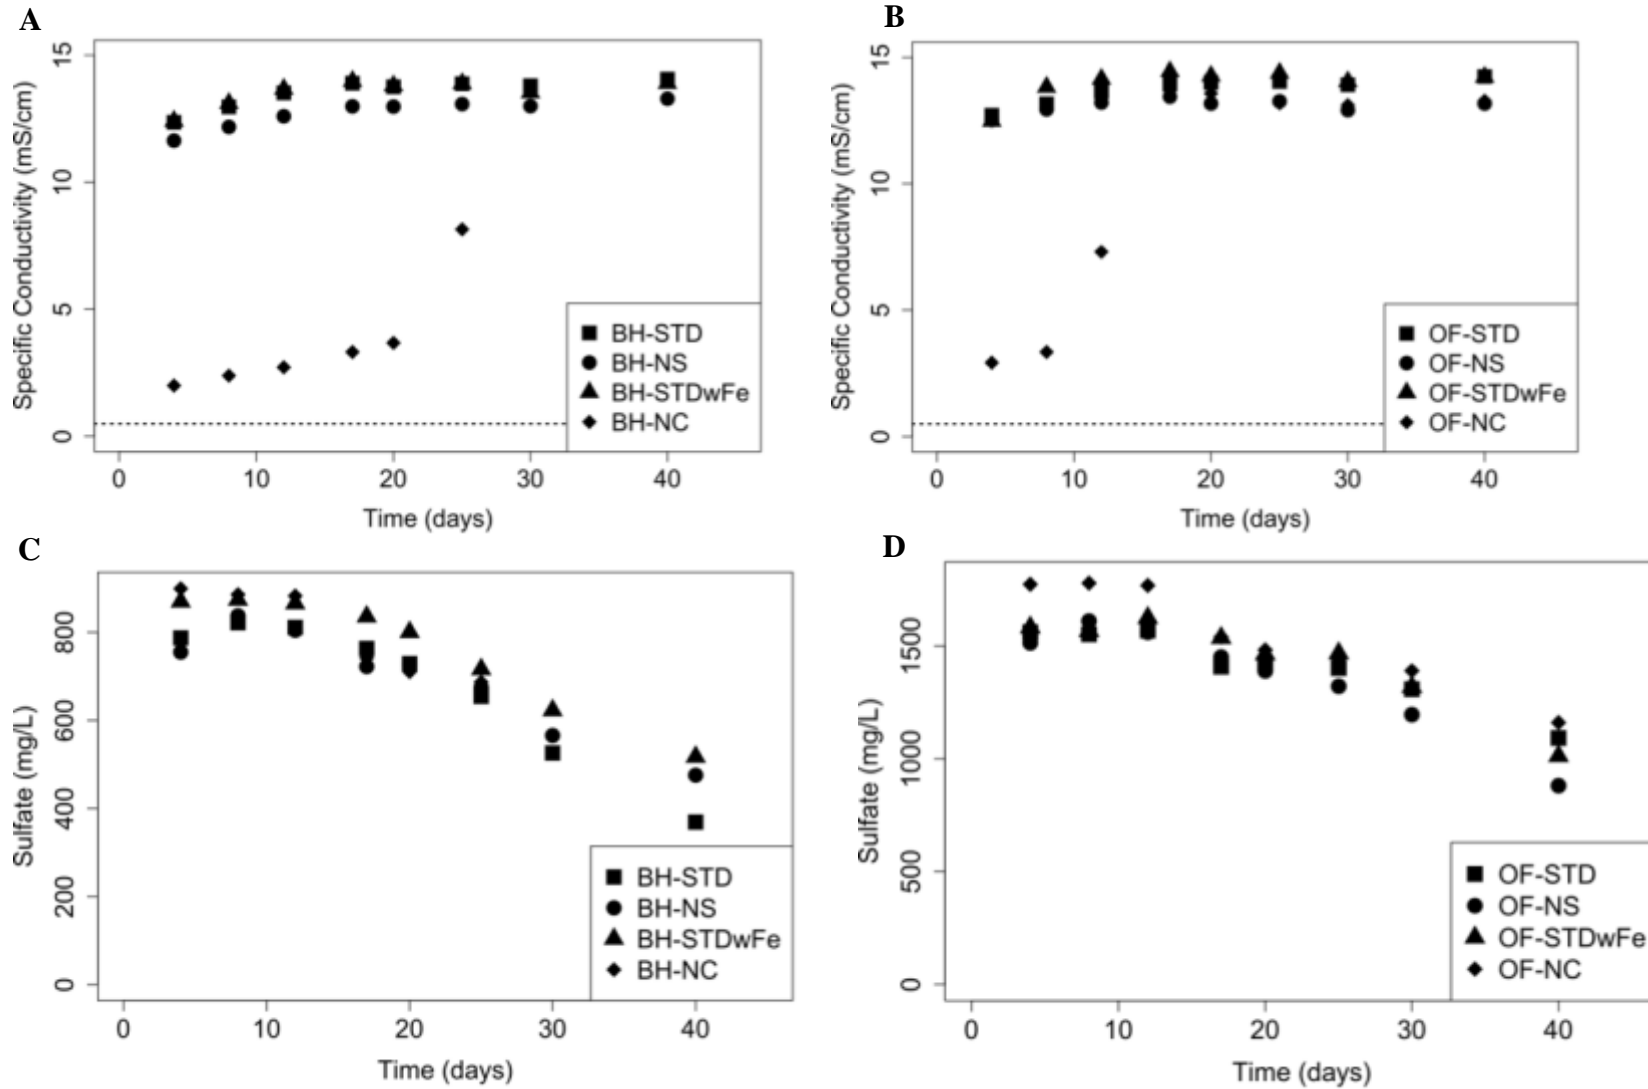 A
Specific Conductivity (mS/cm)
15
10
5
0
BH-STD
BH-NS
BH-STDwFe
BH-NC
0 10 20 30 40
Time (days)
B
Specific Conductivity (mS/cm)
15
10
5
0
OF-STD
OF-NS
OF-STDwFe
OF-NC
0 10 20 30 40
Time (days)
C
Sulfate (mg/L)
800
600
400
200
0
BH-STD
BH-NS
BH-STDwFe
BH-NC
0 10 20 30 40
Time (days)
D
Sulfate (mg/L)
1500
1000
500
0
OF-STD
OF-NS
OF-STDwFe
OF-NC
0 10 20 30 40
Time (days)